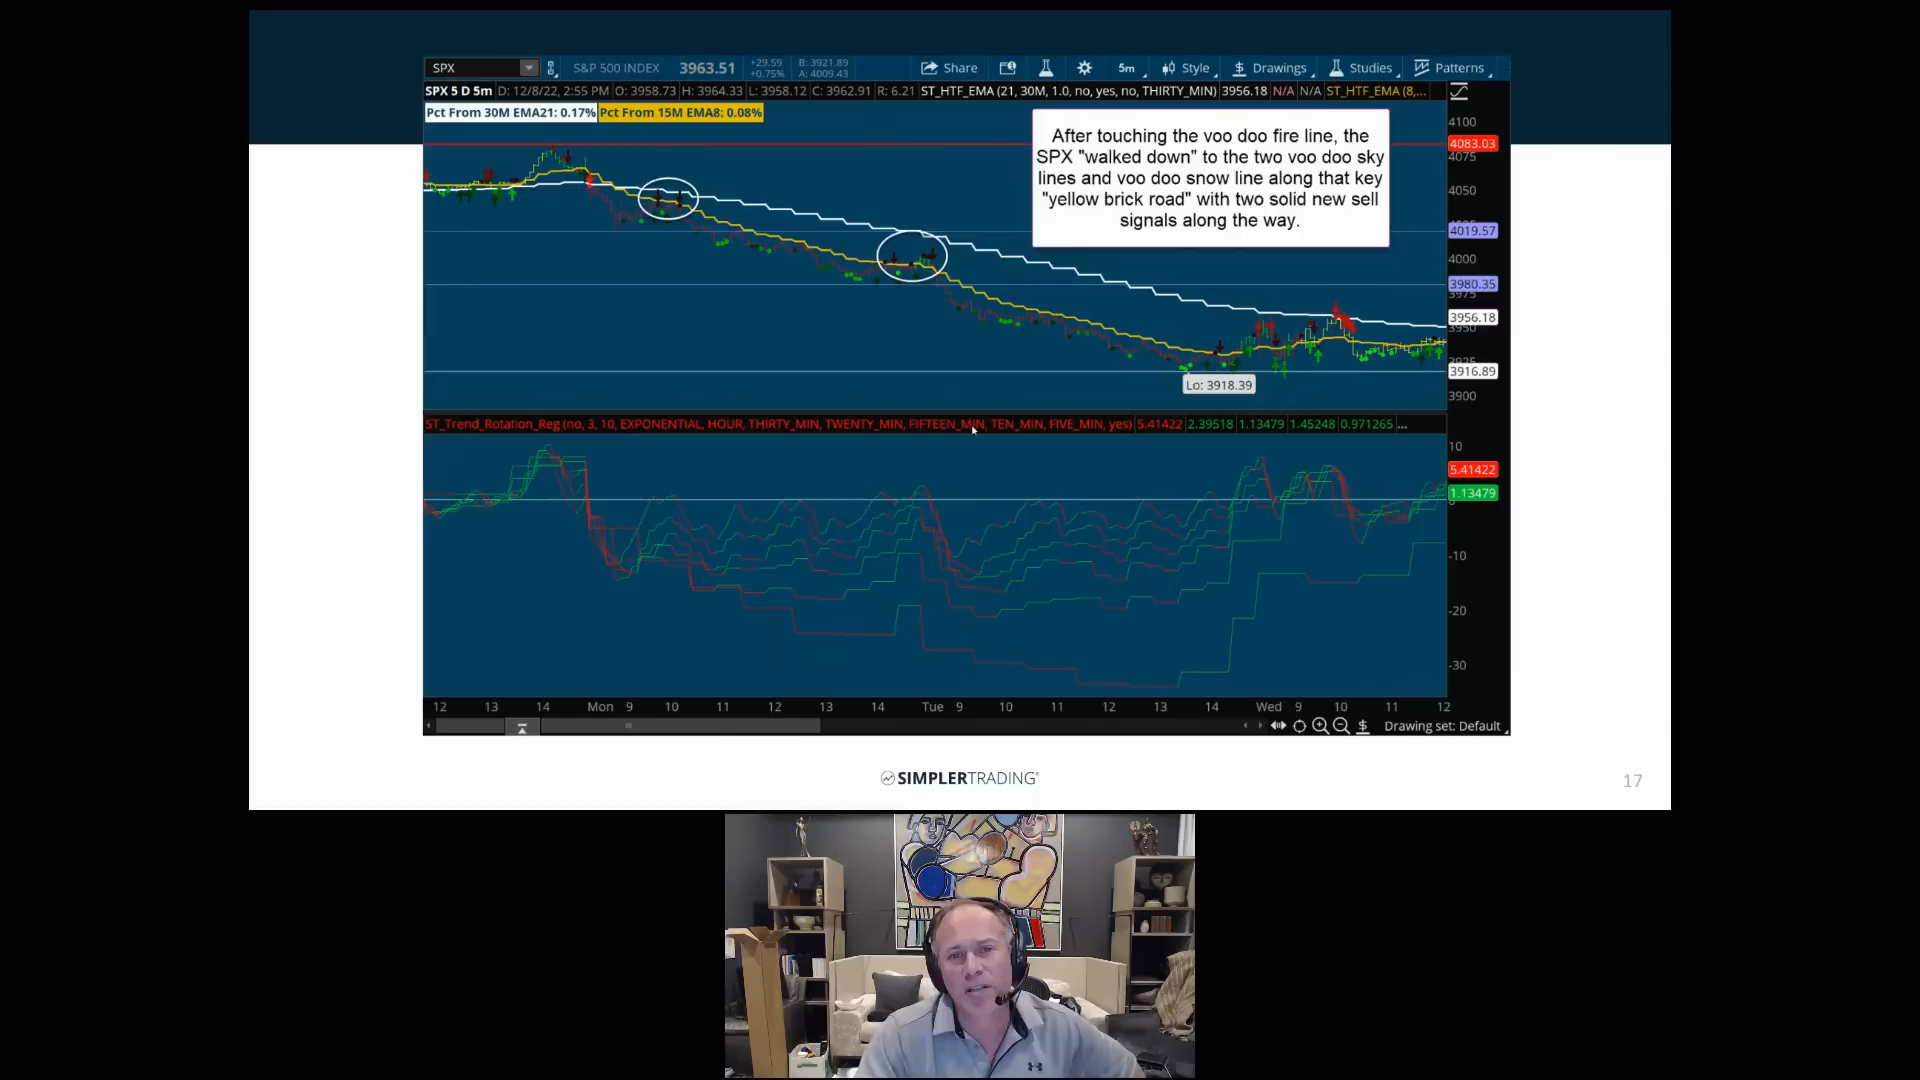 SPX
S&P 500 INDEX 3963.51 +29.59 +0.75% B: 3921.89 A: 4009.43 Share 5m Style Drawings Studies Patterns
SPX 5 D 5m D: 12/8/22, 2:55 PM O: 3958.73 H: 3964.33 L: 3958.12 C: 3962.91 R: 6.21 ST_HTF_EMA (21, 30M, 1.0, no, yes, no, THIRTY_MIN) 3956.18 N/A N/A ST_HTF_EMA (8,...
Pct From 30M EMA21: 0.17% Pct From 15M EMA8: 0.08%
After touching the voo doo fire line, the
SPX "walked down" to the two voo doo sky
lines and voo doo snow line along that key
"yellow brick road" with two solid new sell
signals along the way.
4100
4083.03
4075
4050
4019.57
4000
3980.35
3975
3956.18
3950
3925
3916.89
3900
Lo: 3918.39
ST_Trend_Rotation_Reg (no, 3, 10, EXPONENTIAL, HOUR, THIRTY_MIN, TWENTY_MIN, FIFTEEN_MIN, TEN_MIN, FIVE_MIN, yes) 5.41422 2.39518 1.13479 1.45248 0.971265 ...
10
5.41422
1.13479
0
-10
-20
-30
12 13 14 Mon 9 10 11 12 13 14 Tue 9 10 11 12 13 14 Wed 9 10 11 12
Drawing set: Default
SIMPLERTRADING®
17